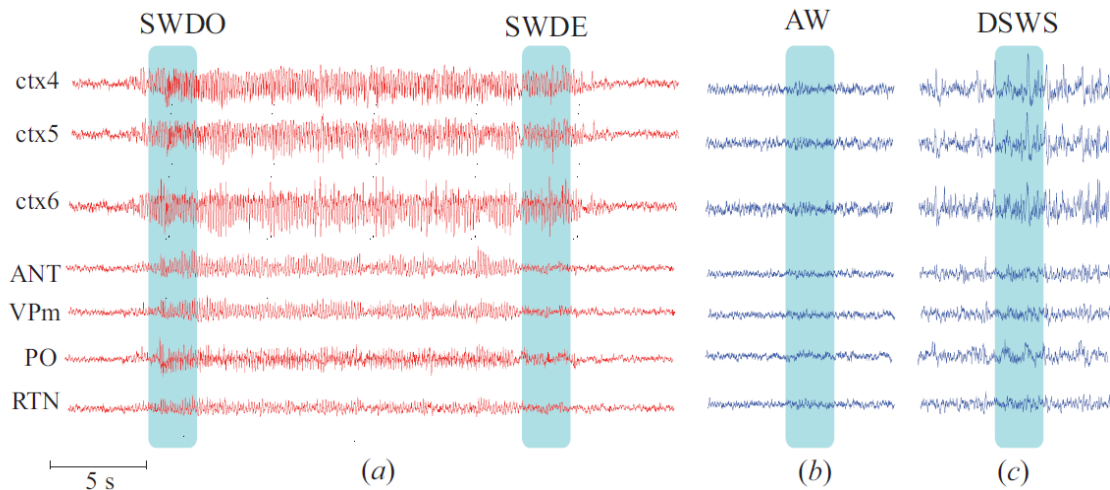 SWDO SWDE AW DSWS
ctx4
ctx5
ctx6
ANT
VPm
PO
RTN
5 s
(a) (b) (c)